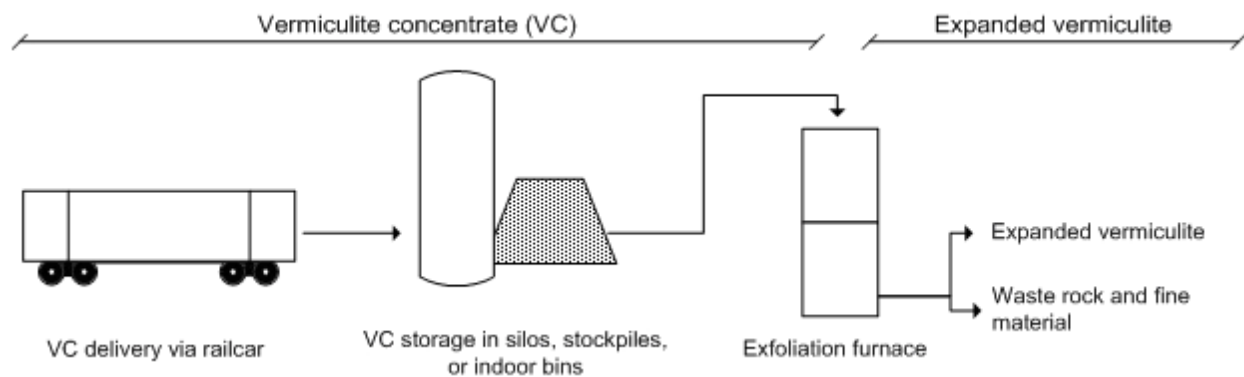 Vermiculite concentrate (VC)
Expanded vermiculite
Expanded vermiculite
Waste rock and fine
material
VC delivery via railcar
VC storage in silos, stockpiles,
or indoor bins
Exfoliation furnace